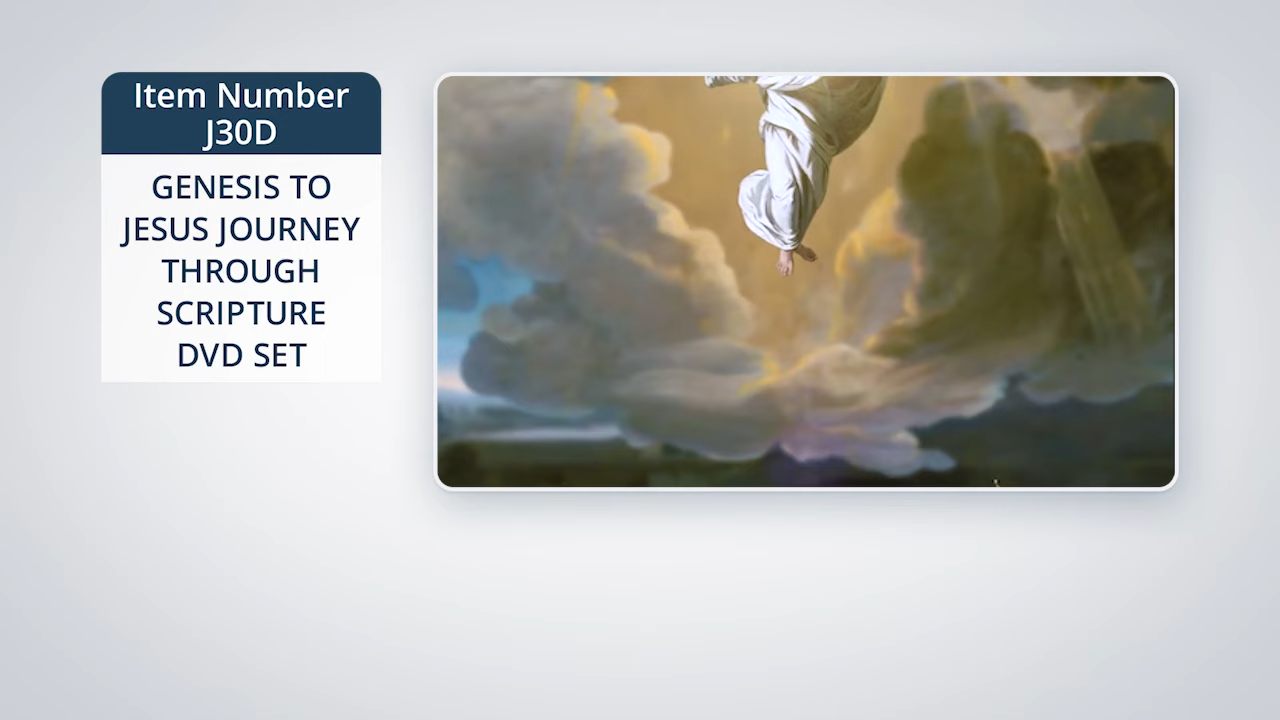 Item Number
J30D
GENESIS TO
JESUS JOURNEY
THROUGH
SCRIPTURE
DVD SET